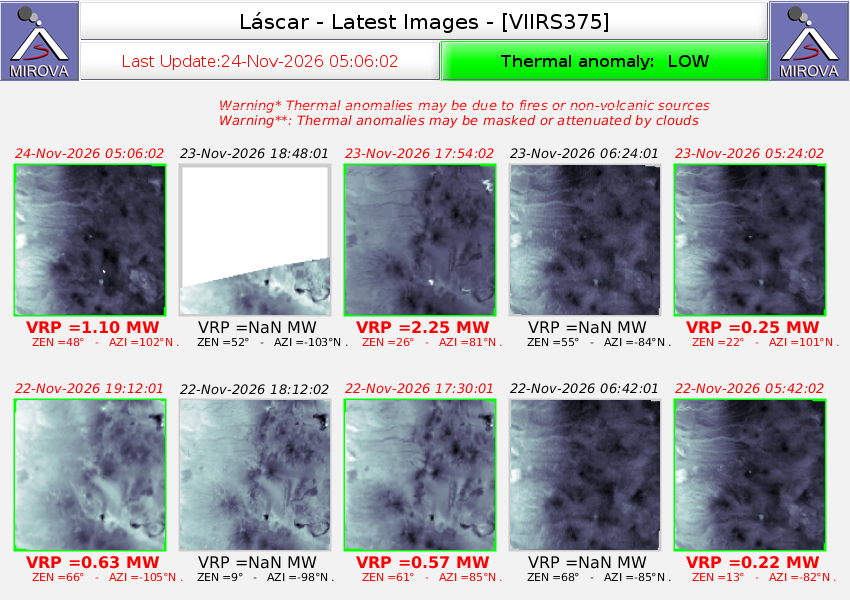 MIROVA
Láscar - Latest Images - [VIIRS375]
MIROVA
Last Update:24-Nov-2026 05:06:02
Thermal anomaly: LOW
Warning* Thermal anomalies may be due to fires or non-volcanic sources
Warning**: Thermal anomalies may be masked or attenuated by clouds
24-Nov-2026 05:06:02 23-Nov-2026 18:48:01 23-Nov-2026 17:54:02 23-Nov-2026 06:24:01 23-Nov-2026 05:24:02
VRP =1.10 MW VRP =NaN MW VRP =2.25 MW VRP =NaN MW VRP =0.25 MW
ZEN =48° - AZI =102°N . ZEN =52° - AZI =-103°N . ZEN =26° - AZI =81°N . ZEN =55° - AZI =-84°N . ZEN =22° - AZI =101°N .
22-Nov-2026 19:12:01 22-Nov-2026 18:12:02 22-Nov-2026 17:30:01 22-Nov-2026 06:42:01 22-Nov-2026 05:42:02
VRP =0.63 MW VRP =NaN MW VRP =0.57 MW VRP =NaN MW VRP =0.22 MW
ZEN =66° - AZI =-105°N . ZEN =9° - AZI =-98°N . ZEN =61° - AZI =85°N . ZEN =68° - AZI =-85°N . ZEN =13° - AZI =-82°N .